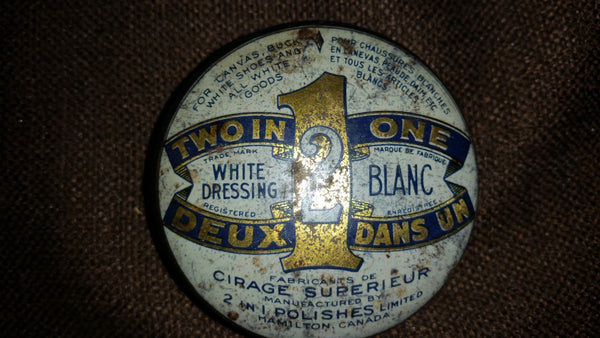 FOR CANVAS, BUCK
WHITE SHOES AND
ALL WHITE
GOODS
POUR CHAUSSURES BLANCHES
EN CANEVAS, PEAU DE DAIM, ETC.
ET TOUS LES ARTICLES
BLANCS
TWO IN 1 ONE
2
TRADE MARK
WHITE
DRESSING
REGISTERED
MARQUE DE FABRIQUE
BLANC
ENREGISTRÉE
DEUX DANS UN
FABRICANTS DE
CIRAGE SUPERIEUR
MANUFACTURED BY
2 IN 1 POLISHES LIMITED
HAMILTON, CANADA